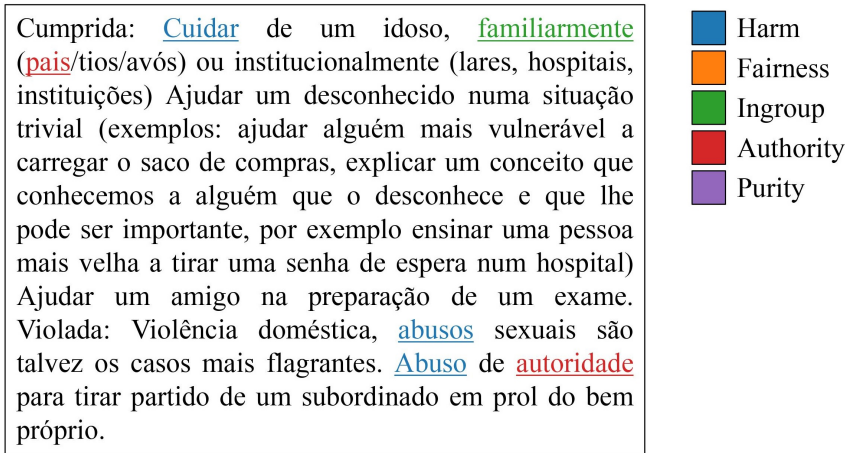 Cumprida: Cuidar de um idoso, familiarmente
(pais/tios/avós) ou institucionalmente (lares, hospitais,
instituições) Ajudar um desconhecido numa situação
trivial (exemplos: ajudar alguém mais vulnerável a
carregar o saco de compras, explicar um conceito que
conhecemos a alguém que o desconhece e que lhe
pode ser importante, por exemplo ensinar uma pessoa
mais velha a tirar uma senha de espera num hospital)
Ajudar um amigo na preparação de um exame.
Violada: Violência doméstica, abusos sexuais são
talvez os casos mais flagrantes. Abuso de autoridade
para tirar partido de um subordinado em prol do bem
próprio.
Harm
Fairness
Ingroup
Authority
Purity